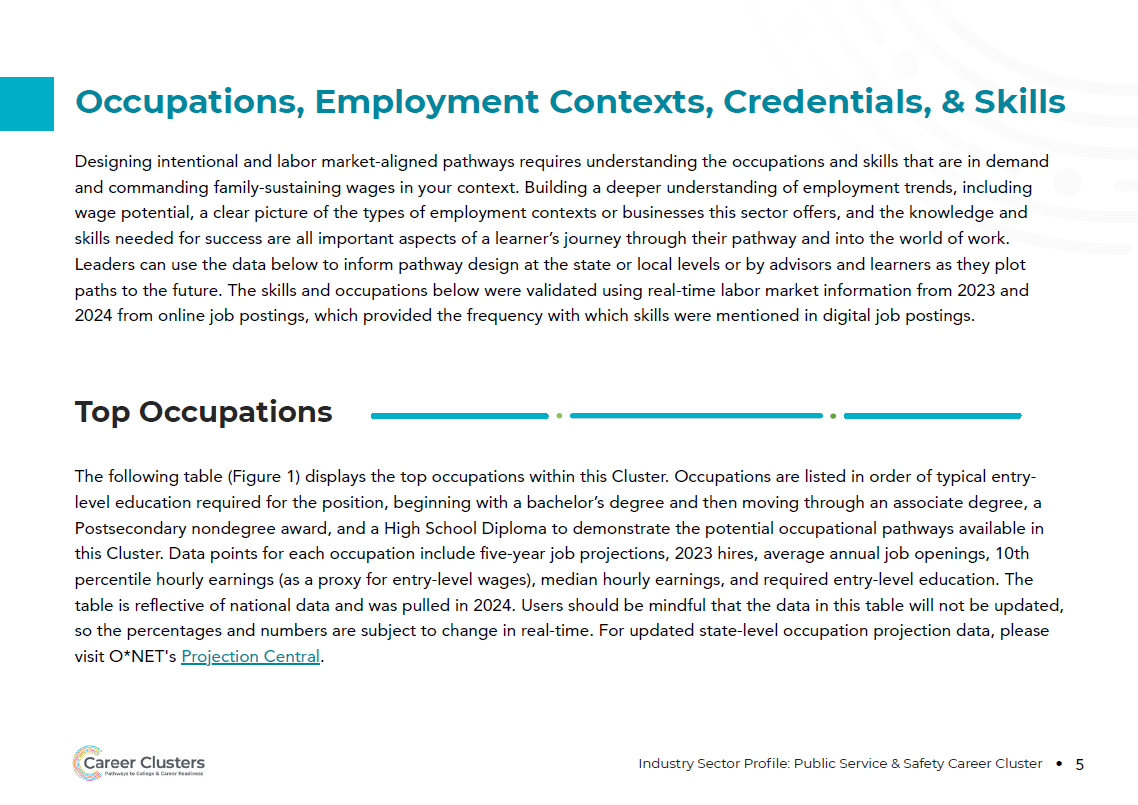 Occupations, Employment Contexts, Credentials, & Skills
Designing intentional and labor market-aligned pathways requires understanding the occupations and skills that are in demand
and commanding family-sustaining wages in your context. Building a deeper understanding of employment trends, including
wage potential, a clear picture of the types of employment contexts or businesses this sector offers, and the knowledge and
skills needed for success are all important aspects of a learner’s journey through their pathway and into the world of work.
Leaders can use the data below to inform pathway design at the state or local levels or by advisors and learners as they plot
paths to the future. The skills and occupations below were validated using real-time labor market information from 2023 and
2024 from online job postings, which provided the frequency with which skills were mentioned in digital job postings.
Top Occupations
The following table (Figure 1) displays the top occupations within this Cluster. Occupations are listed in order of typical entry-
level education required for the position, beginning with a bachelor’s degree and then moving through an associate degree, a
Postsecondary nondegree award, and a High School Diploma to demonstrate the potential occupational pathways available in
this Cluster. Data points for each occupation include five-year job projections, 2023 hires, average annual job openings, 10th
percentile hourly earnings (as a proxy for entry-level wages), median hourly earnings, and required entry-level education. The
table is reflective of national data and was pulled in 2024. Users should be mindful that the data in this table will not be updated,
so the percentages and numbers are subject to change in real-time. For updated state-level occupation projection data, please
visit O*NET's Projection Central.
Career Clusters
Pathways to College & Career Readiness
Industry Sector Profile: Public Service & Safety Career Cluster • 5